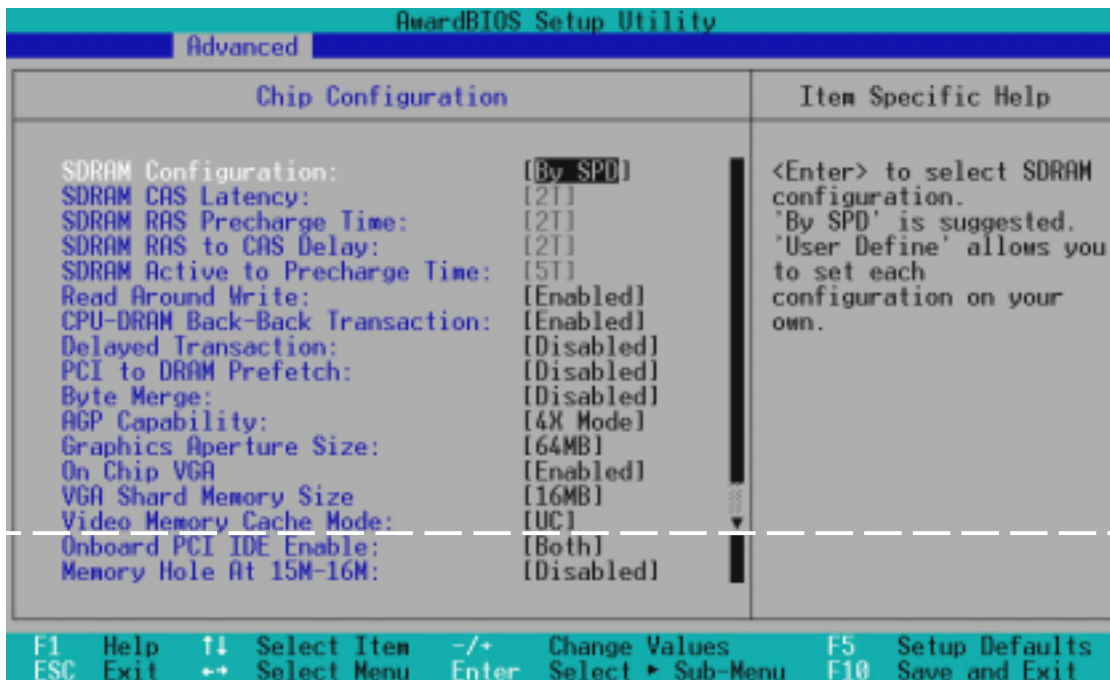 AwardBIOS Setup Utility
Advanced
Chip Configuration
Item Specific Help
SDRAM Configuration: [By SPD]
SDRAM CAS Latency: [2T]
SDRAM RAS Precharge Time: [2T]
SDRAM RAS to CAS Delay: [2T]
SDRAM Active to Precharge Time: [5T]
Read Around Write: [Enabled]
CPU-DRAM Back-Back Transaction: [Enabled]
Delayed Transaction: [Disabled]
PCI to DRAM Prefetch: [Disabled]
Byte Merge: [Disabled]
AGP Capability: [4X Mode]
Graphics Aperture Size: [64MB]
On Chip VGA [Enabled]
VGA Shard Memory Size [16MB]
Video Memory Cache Mode: [UC]
Onboard PCI IDE Enable: [Both]
Memory Hole At 15M-16M: [Disabled]
<Enter> to select SDRAM
configuration.
'By SPD' is suggested.
'User Define' allows you
to set each
configuration on your
own.
F1 Help ↑↓ Select Item -/+ Change Values F5 Setup Defaults
ESC Exit ←→ Select Menu Enter Select ► Sub-Menu F10 Save and Exit